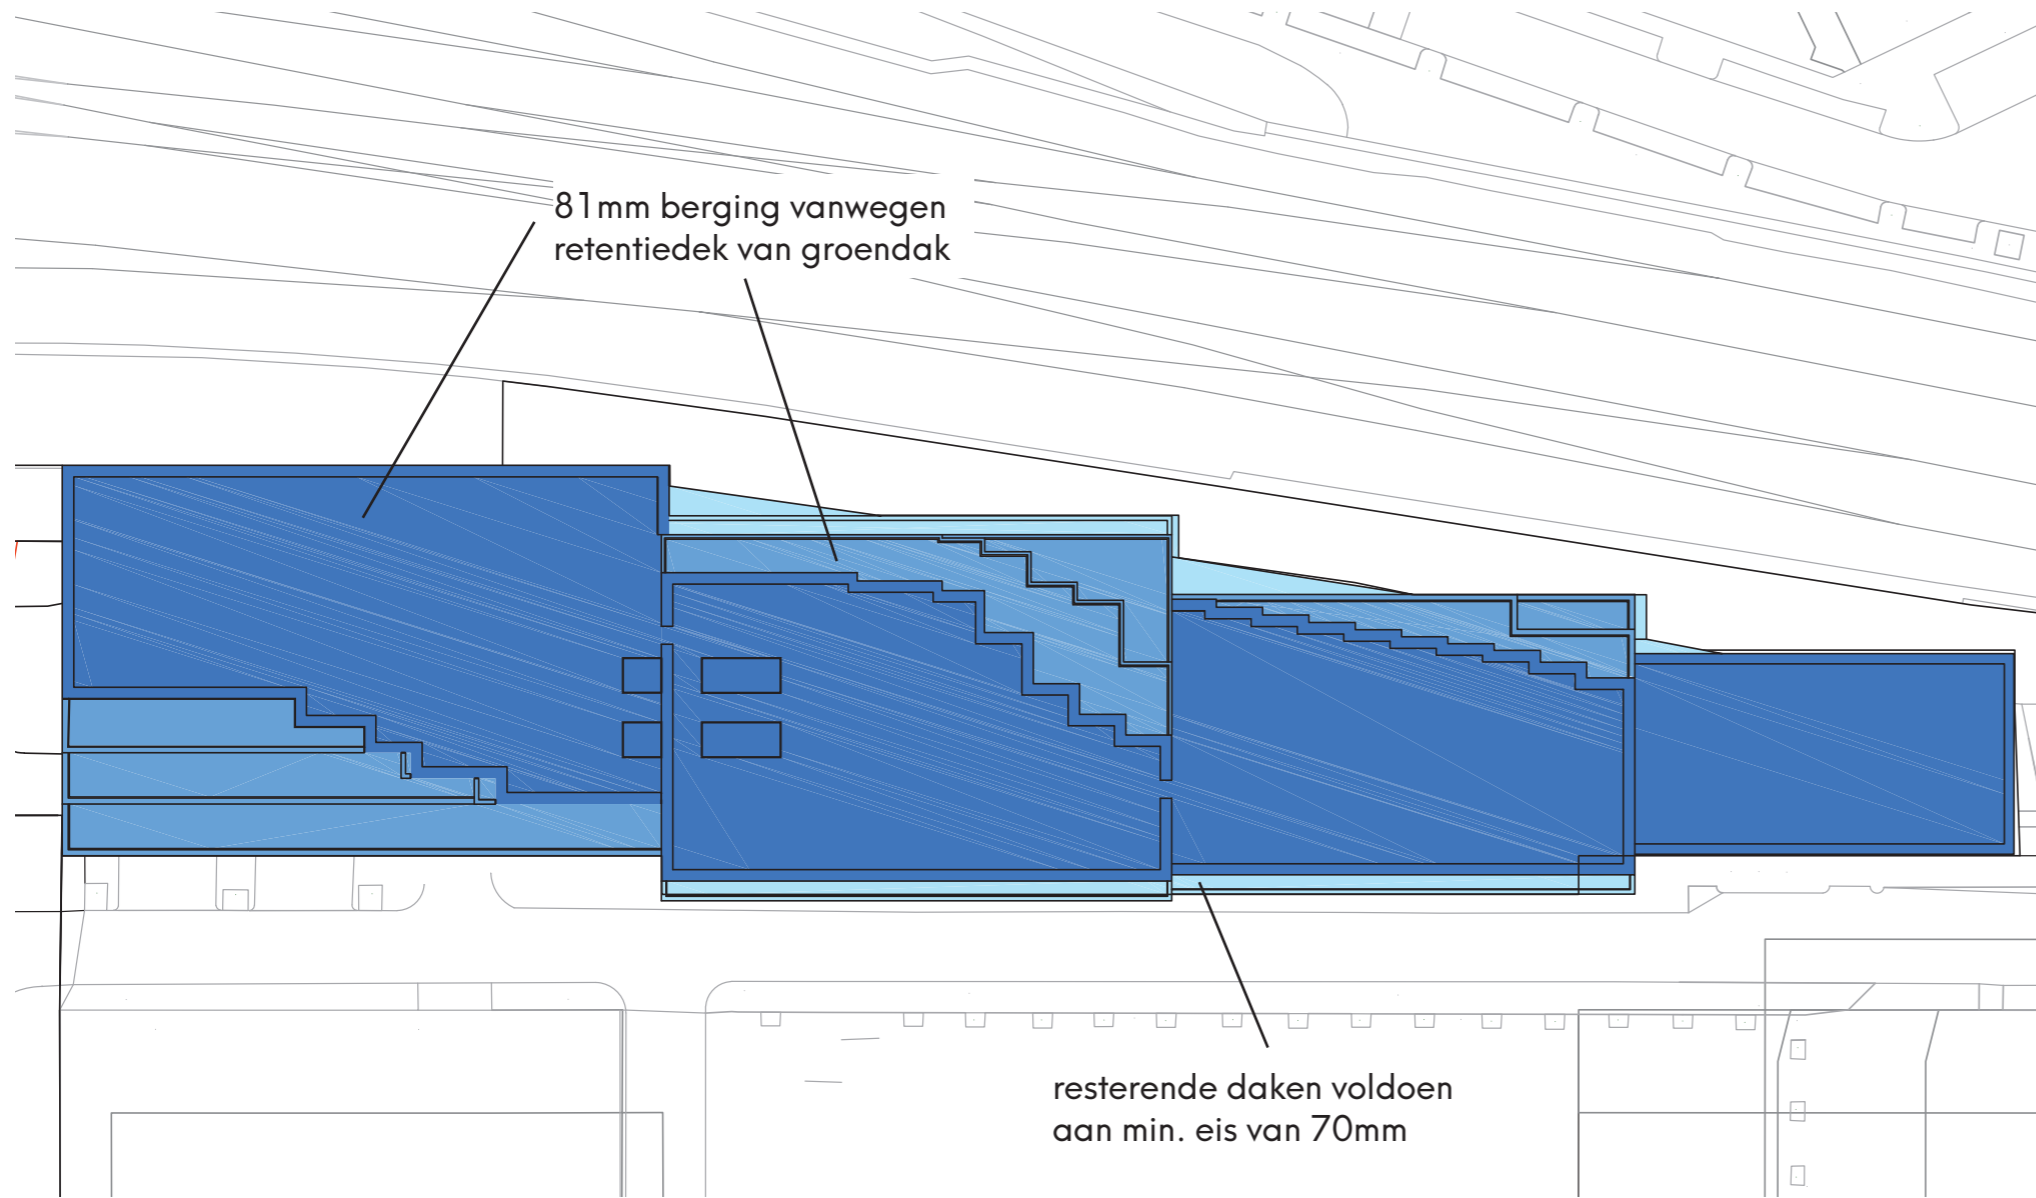 81mm berging vanwegen
retentiedek van groendak
resterende daken voldoen
aan min. eis van 70mm